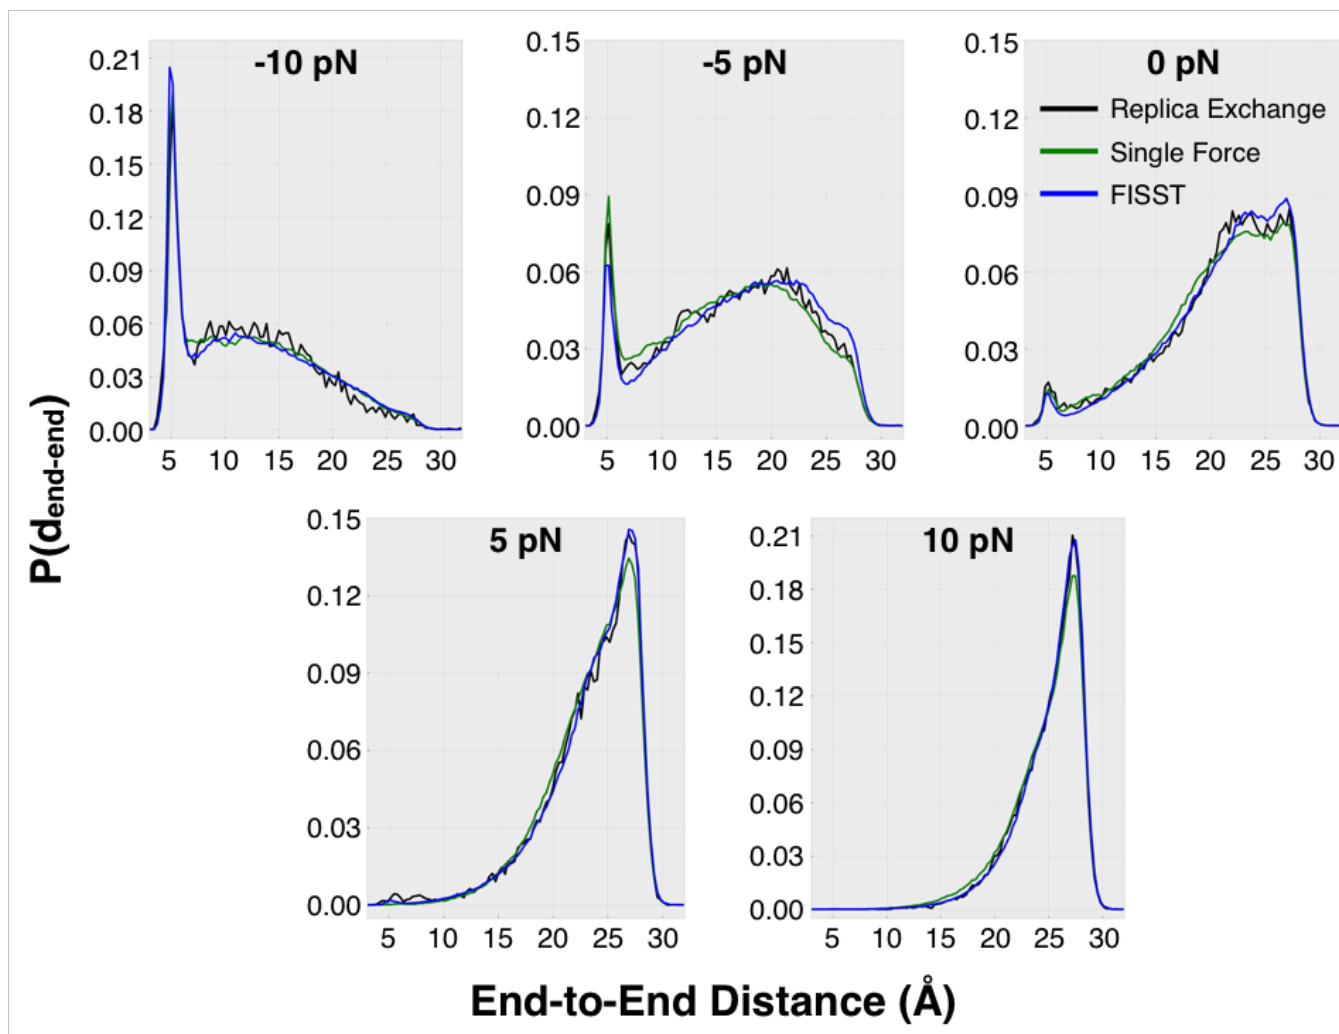 -10 pN
0.21
0.18
0.15
0.12
0.09
0.06
0.03
0.00
5 10 15 20 25 30
-5 pN
0.15
0.12
0.09
0.06
0.03
0.00
5 10 15 20 25 30
0 pN
Replica Exchange
Single Force
FISST
0.15
0.12
0.09
0.06
0.03
0.00
5 10 15 20 25 30
P(dend-end)
5 pN
0.15
0.12
0.09
0.06
0.03
0.00
5 10 15 20 25 30
10 pN
0.21
0.18
0.15
0.12
0.09
0.06
0.03
0.00
5 10 15 20 25 30
End-to-End Distance (Å)